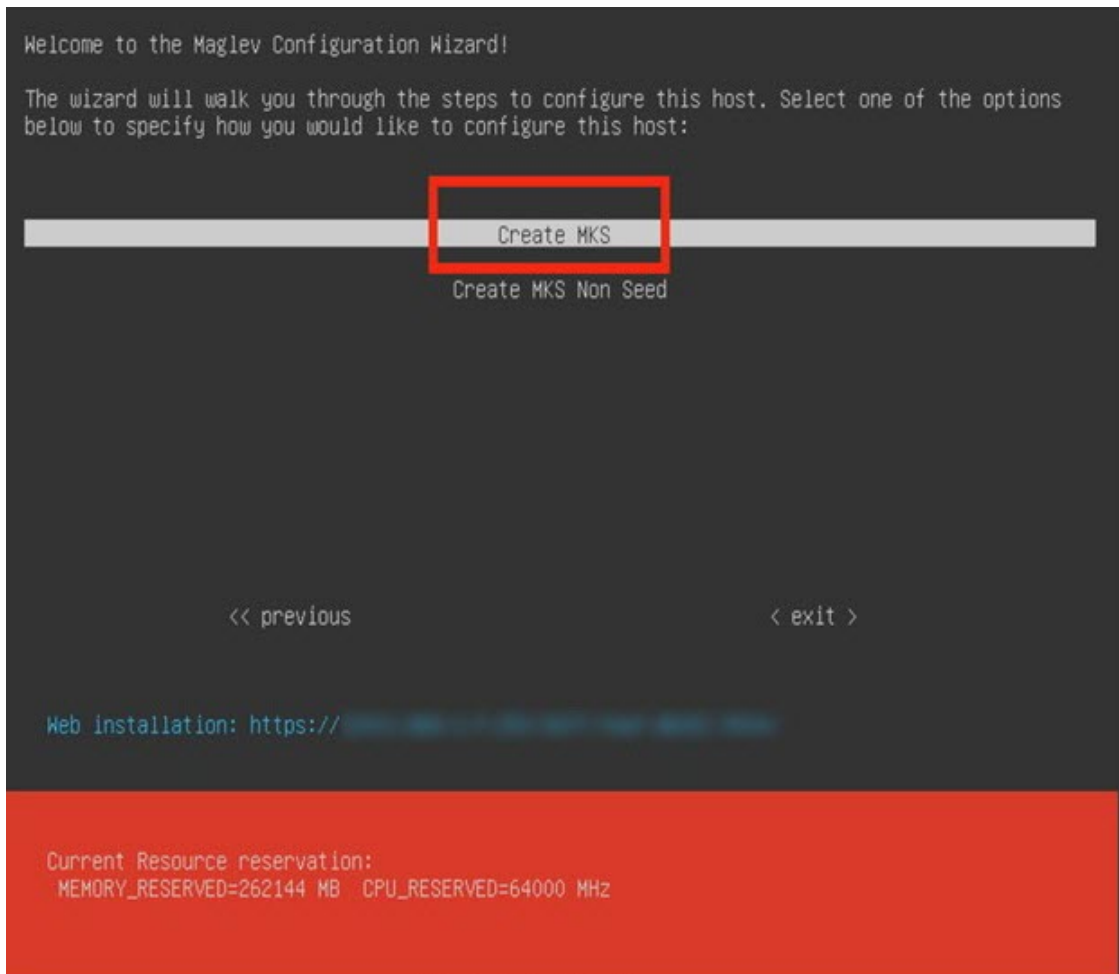 Welcome to the Maglev Configuration Wizard!
The wizard will walk you through the steps to configure this host. Select one of the options
below to specify how you would like to configure this host:
Create MKS
Create MKS Non Seed
<< previous
< exit >
Web installation: https://
Current Resource reservation:
MEMORY_RESERVED=262144 MB CPU_RESERVED=64000 MHz